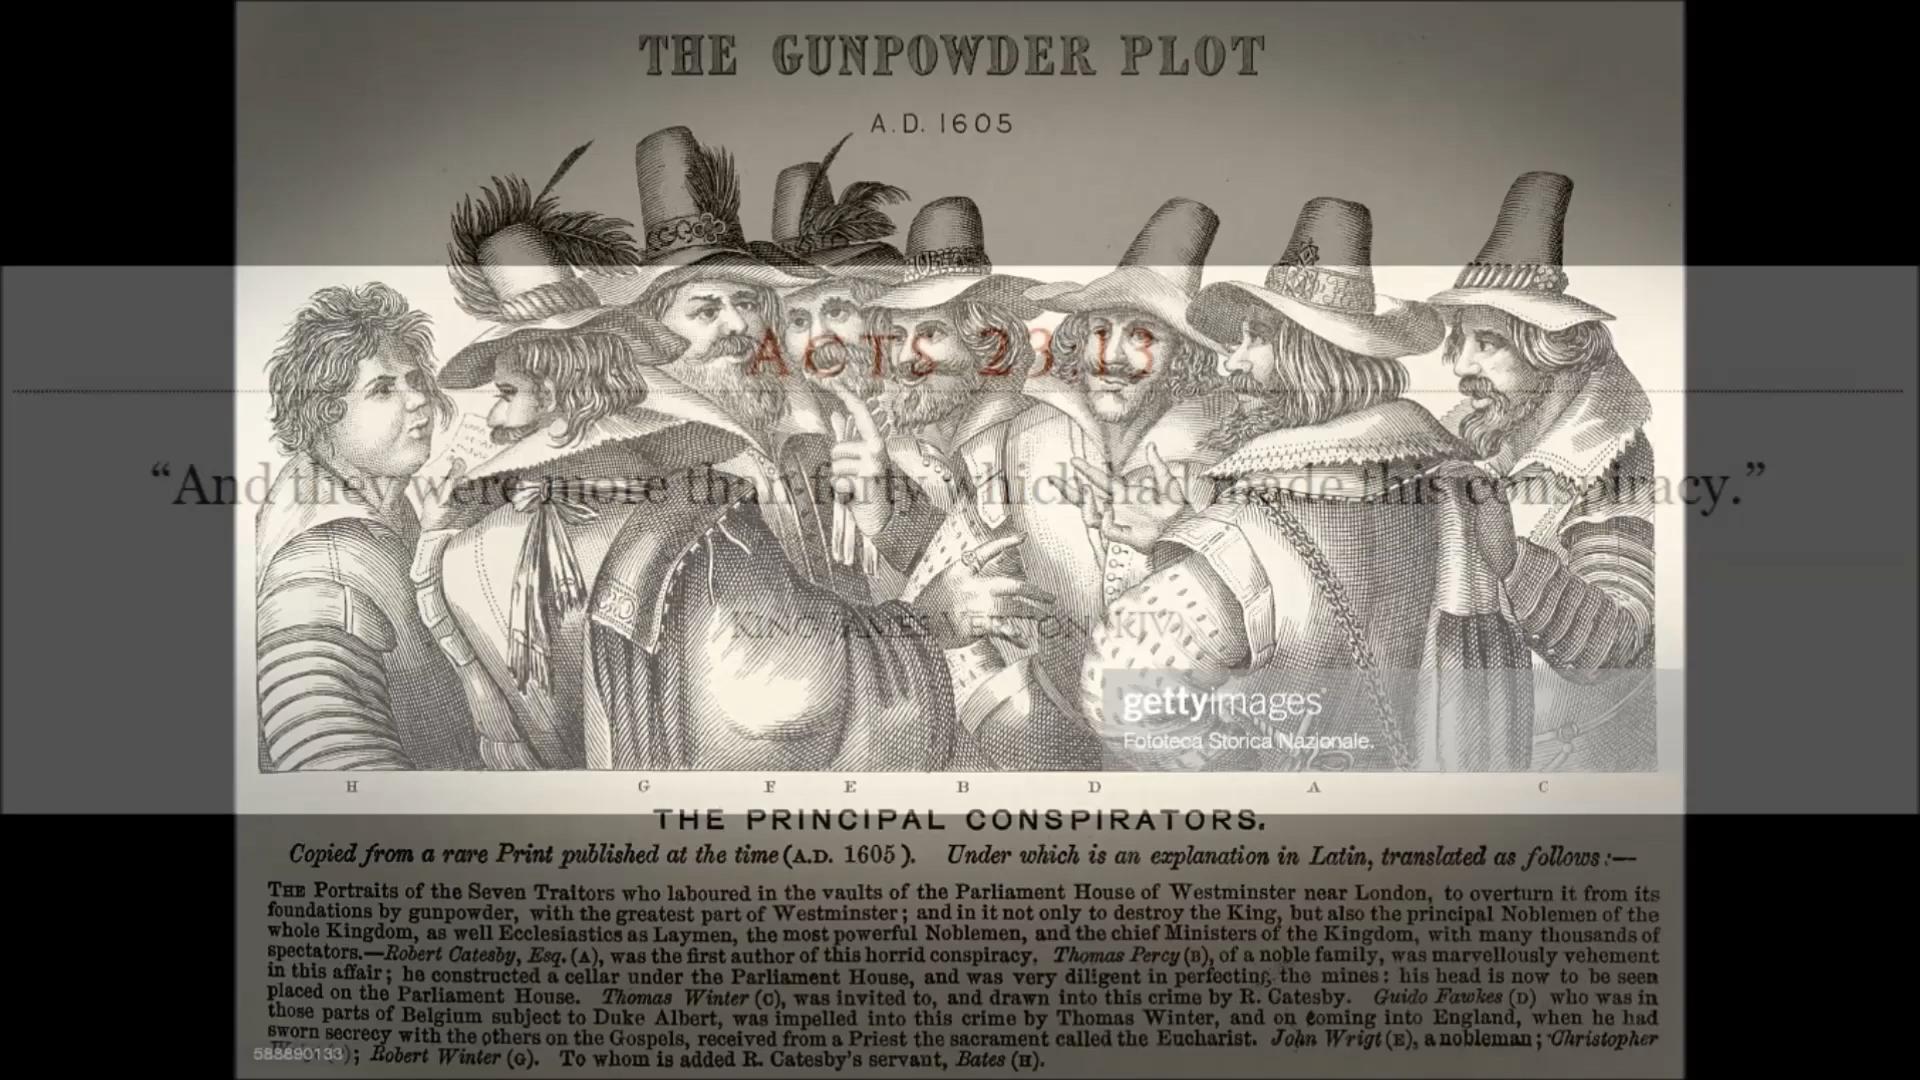 THE GUNPOWDER PLOT
A.D. 1605
ACTS 23:13
“And they were more than forty which had made this conspiracy.”
KING JAMES VERSION (KJV)
gettyimages
Fototeca Storica Nazionale.
H G F E B D A C
THE PRINCIPAL CONSPIRATORS.
Copied from a rare Print published at the time (A.D. 1605). Under which is an explanation in Latin, translated as follows:—
THE Portraits of the Seven Traitors who laboured in the vaults of the Parliament House of Westminster near London, to overturn it from its
foundations by gunpowder, with the greatest part of Westminster; and in it not only to destroy the King, but also the principal Noblemen of the
whole Kingdom, as well Ecclesiastics as Laymen, the most powerful Noblemen, and the chief Ministers of the Kingdom, with many thousands of
spectators.—Robert Catesby, Esq. (A), was the first author of this horrid conspiracy. Thomas Percy (B), of a noble family, was marvellously vehement
in this affair; he constructed a cellar under the Parliament House, and was very diligent in perfecting the mines: his head is now to be seen
placed on the Parliament House. Thomas Winter (C), was invited to, and drawn into this crime by R. Catesby. Guido Fawkes (D) who was in
those parts of Belgium subject to Duke Albert, was impelled into this crime by Thomas Winter, and on coming into England, when he had
sworn secrecy with the others on the Gospels, received from a Priest the sacrament called the Eucharist. John Wrigt (E), a nobleman; Christopher
588890133 ; Robert Winter (G). To whom is added R. Catesby's servant, Bates (H).